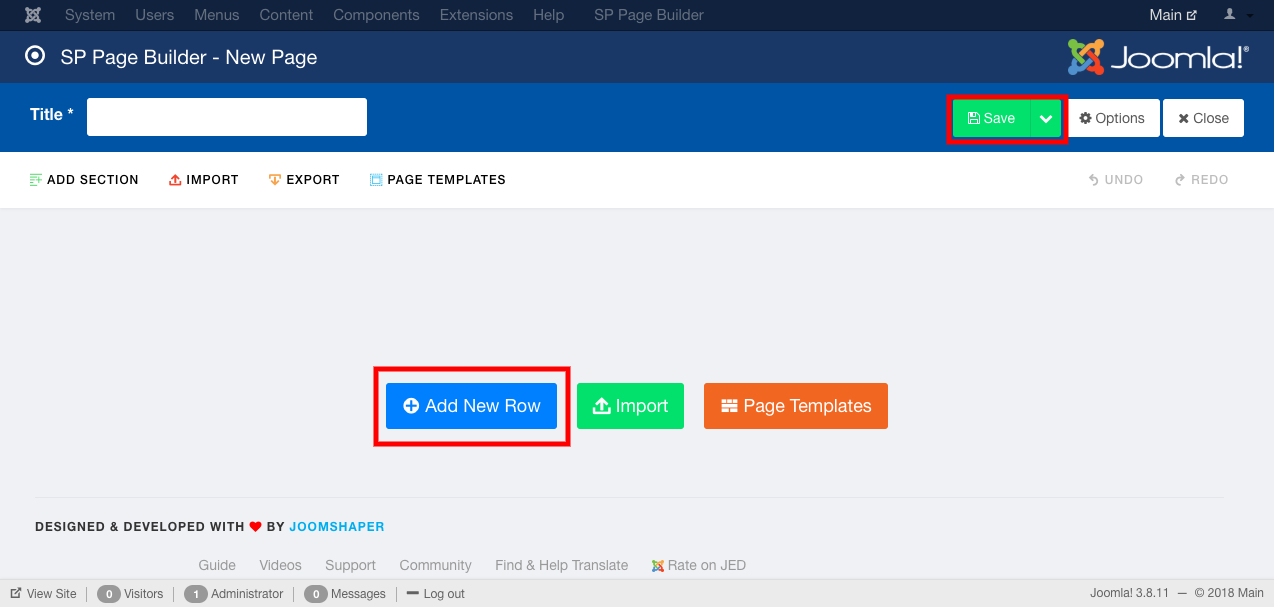 System Users Menus Content Components Extensions Help SP Page Builder Main
SP Page Builder - New Page Joomla!®
Title * Save Options Close
ADD SECTION IMPORT EXPORT PAGE TEMPLATES UNDO REDO
Add New Row Import Page Templates
DESIGNED & DEVELOPED WITH ❤ BY JOOMSHAPER
Guide Videos Support Community Find & Help Translate Rate on JED
View Site 0 Visitors 1 Administrator 0 Messages Log out Joomla! 3.8.11 — © 2018 Main